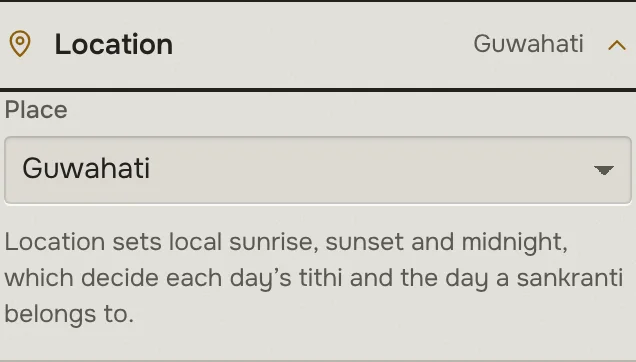 Location
Guwahati
Place
Guwahati
Location sets local sunrise, sunset and midnight,
which decide each day’s tithi and the day a sankranti
belongs to.